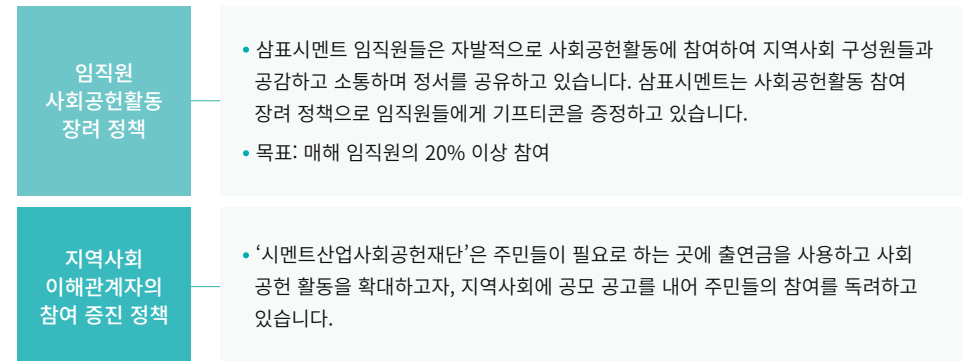 임직원
사회공헌활동
장려 정책
• 삼표시멘트 임직원들은 자발적으로 사회공헌활동에 참여하여 지역사회 구성원들과
공감하고 소통하며 정서를 공유하고 있습니다. 삼표시멘트는 사회공헌활동 참여
장려 정책으로 임직원들에게 기프티콘을 증정하고 있습니다.
• 목표: 매해 임직원의 20% 이상 참여
지역사회
이해관계자의
참여 증진 정책
• ‘시멘트산업사회공헌재단’은 주민들이 필요로 하는 곳에 출연금을 사용하고 사회
공헌 활동을 확대하고자, 지역사회에 공모 공고를 내어 주민들의 참여를 독려하고
있습니다.